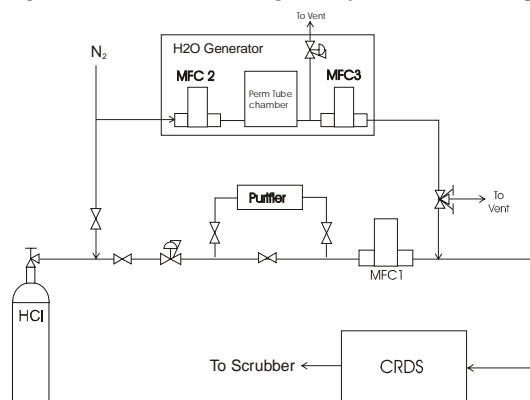 To Vent
H2O Generator
N2
MFC 2
MFC3
Perm Tube
chamber
To
Vent
Purifier
MFC1
HCl
To Scrubber
CRDS